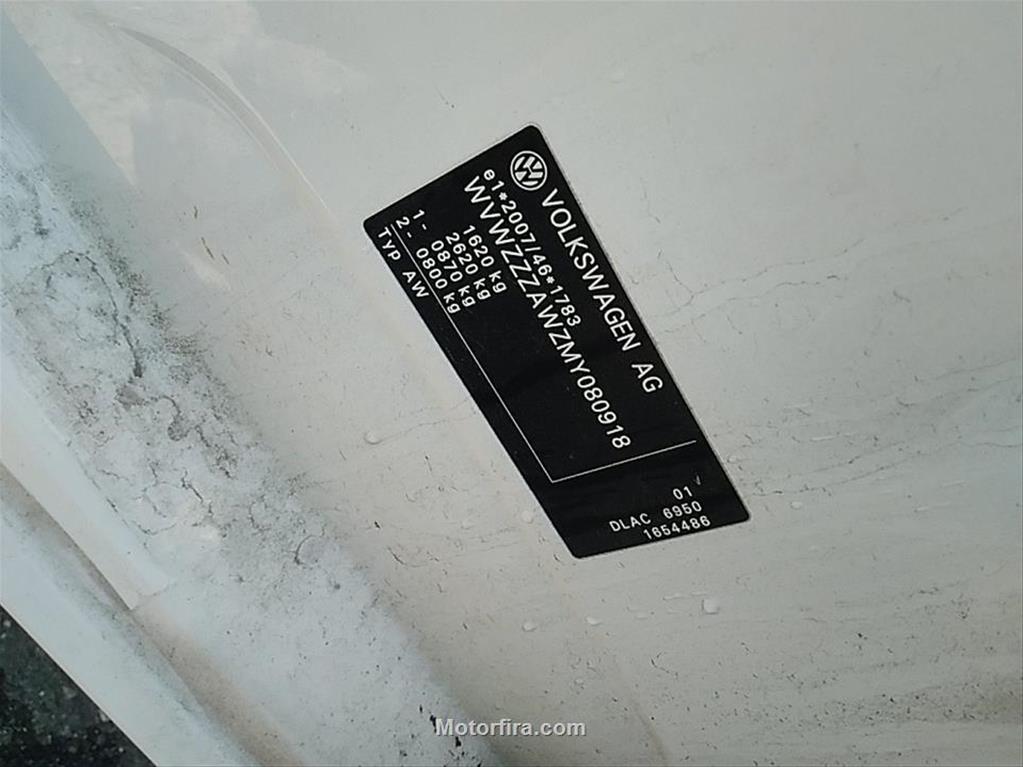 VOLKSWAGEN AG
e1*2007/46*1783
WVWZZZAWZMY080918
1620 kg
2620 kg
1- 0870 kg
2- 0800 kg
TYP AW
01
DLAC 6950
1654486
Motorfira.com